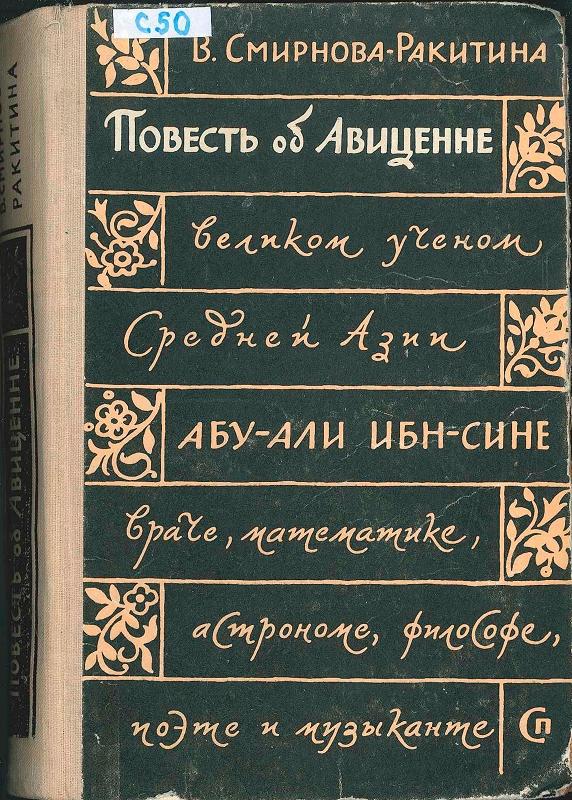 с.50
В. Смирнова-Ракитина
Повесть об Авиценне
великом ученом
Средней Азии
АБУ-АЛИ ИБН-СИНЕ
враче, математике,
астрономе, философе,
поэте и музыканте
Сп
РАКИТИНА
Повесть об Авиценне